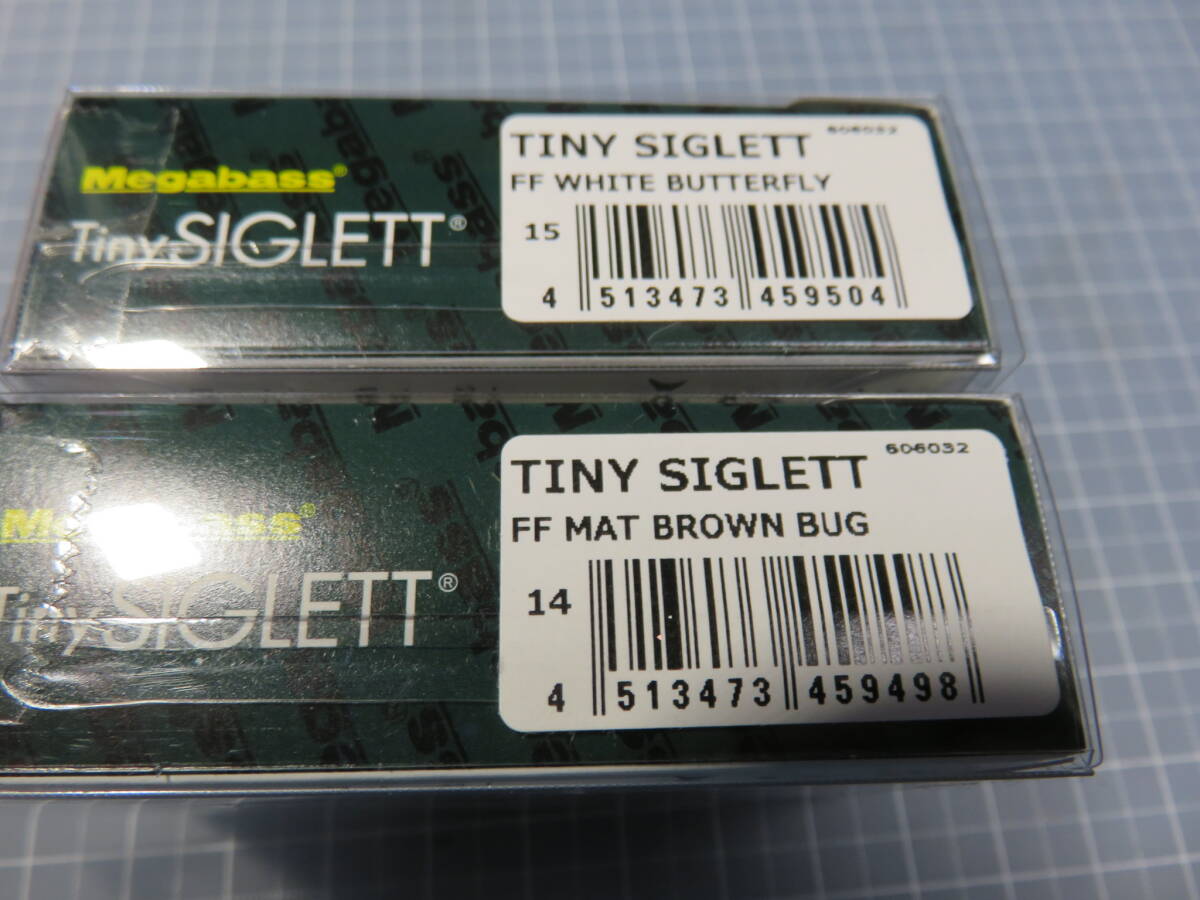 Megabass®
Tiny SIGLETT®
TINY SIGLETT 606032
FF WHITE BUTTERFLY
15
4 513473 459504
Megabass®
Tiny SIGLETT®
TINY SIGLETT 606032
FF MAT BROWN BUG
14
4 513473 459498